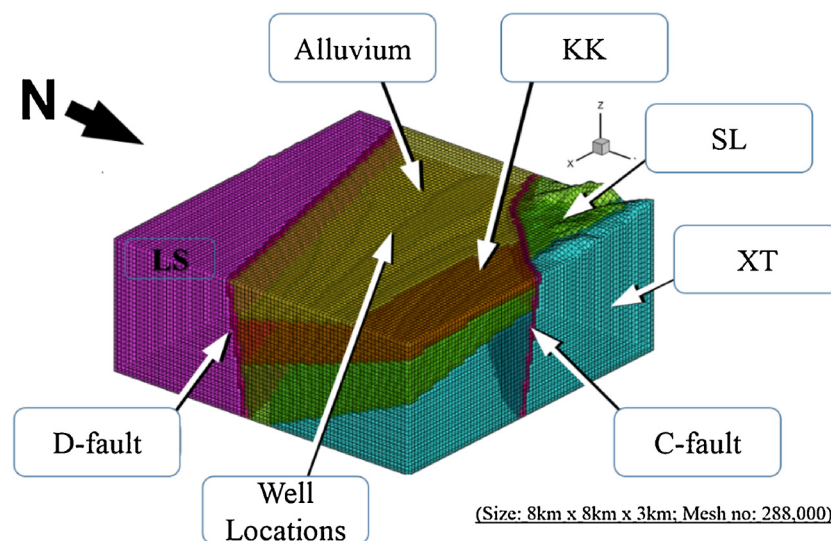 Alluvium
KK
N
z
x
SL
LS
XT
D-fault
C-fault
Well
Locations
(Size: 8km x 8km x 3km; Mesh no: 288,000)